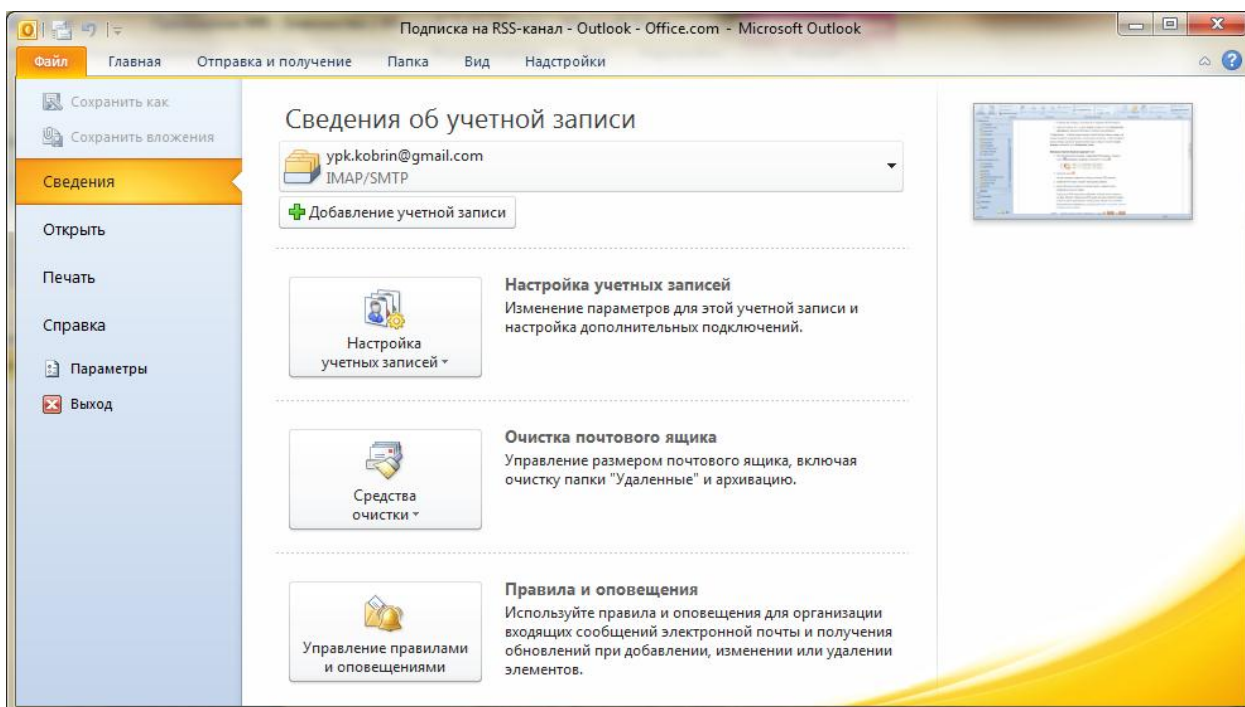 Подписка на RSS-канал - Outlook - Office.com - Microsoft Outlook
Файл Главная Отправка и получение Папка Вид Надстройки
Сохранить как
Сохранить вложения
Сведения
Открыть
Печать
Справка
Параметры
Выход
Сведения об учетной записи
ypk.kobrin@gmail.com
IMAP/SMTP
Добавление учетной записи
Настройка
учетных записей
Настройка учетных записей
Изменение параметров для этой учетной записи и
настройка дополнительных подключений.
Средства
очистки
Очистка почтового ящика
Управление размером почтового ящика, включая
очистку папки "Удаленные" и архивацию.
Управление правилами
и оповещениями
Правила и оповещения
Используйте правила и оповещения для организации
входящих сообщений электронной почты и получения
обновлений при добавлении, изменении или удалении
элементов.